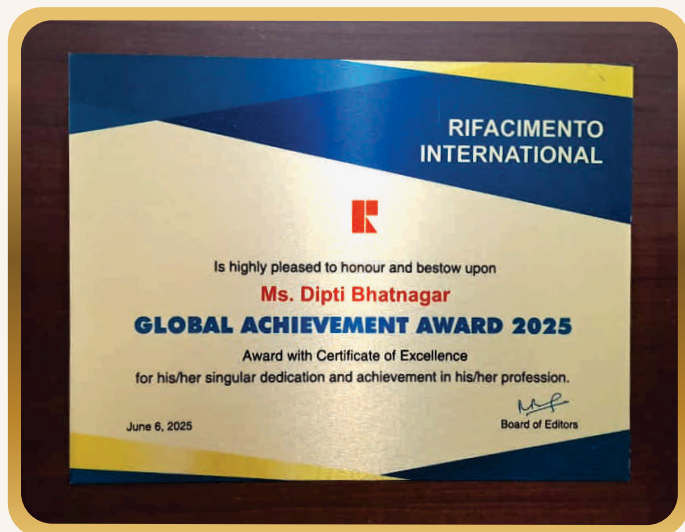 RIFACIMENTO
INTERNATIONAL
Is highly pleased to honour and bestow upon
Ms. Dipti Bhatnagar
GLOBAL ACHIEVEMENT AWARD 2025
Award with Certificate of Excellence
for his/her singular dedication and achievement in his/her profession.
June 6, 2025
Board of Editors